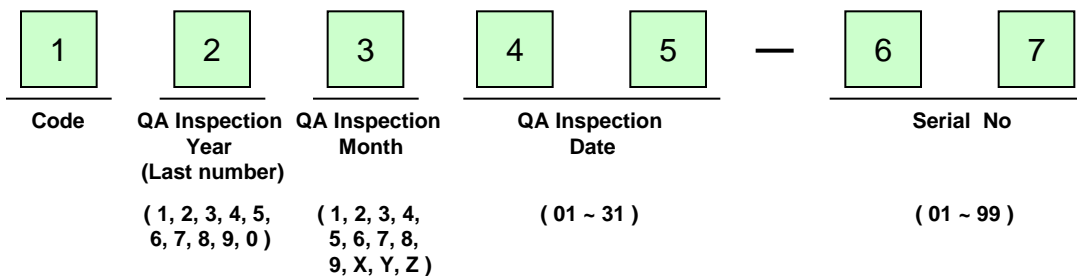 1 2 3 4 5 — 6 7
Code QA Inspection QA Inspection QA Inspection Serial No
Year Month Date
(Last number)
( 1, 2, 3, 4, 5, ( 1, 2, 3, 4, ( 01 ~ 31 ) ( 01 ~ 99 )
6, 7, 8, 9, 0 ) 5, 6, 7, 8,
9, X, Y, Z )